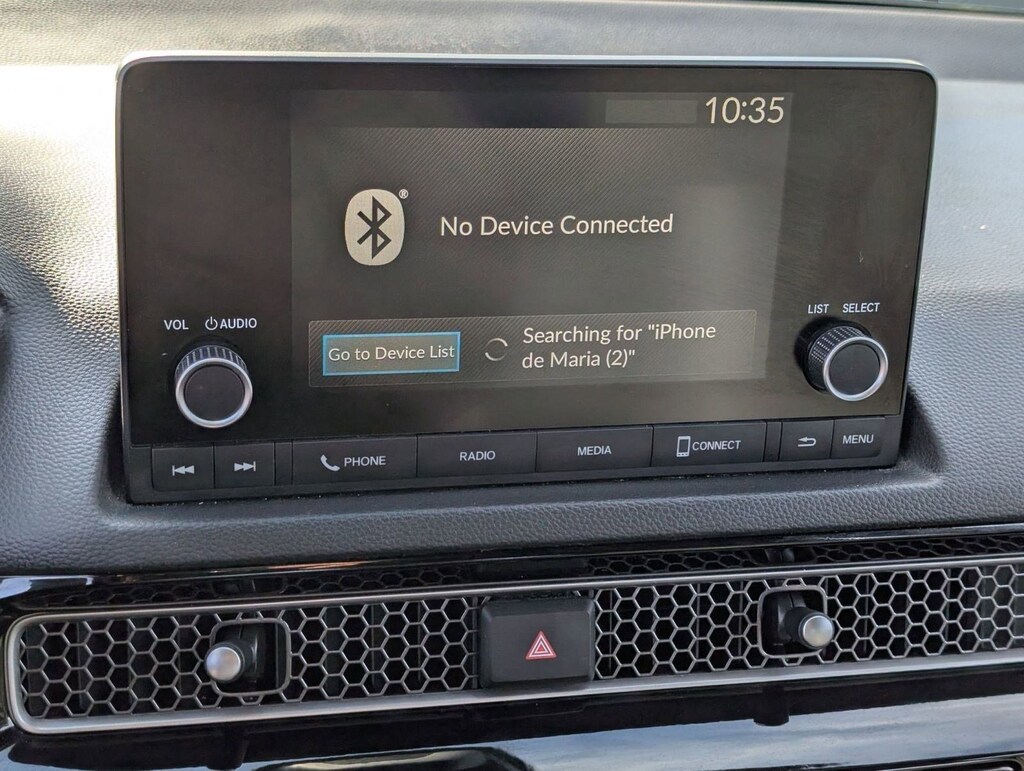 10:35
®
No Device Connected
VOL AUDIO
LIST SELECT
Go to Device List
Searching for "iPhone
de Maria (2)"
PHONE
RADIO
MEDIA
CONNECT
MENU